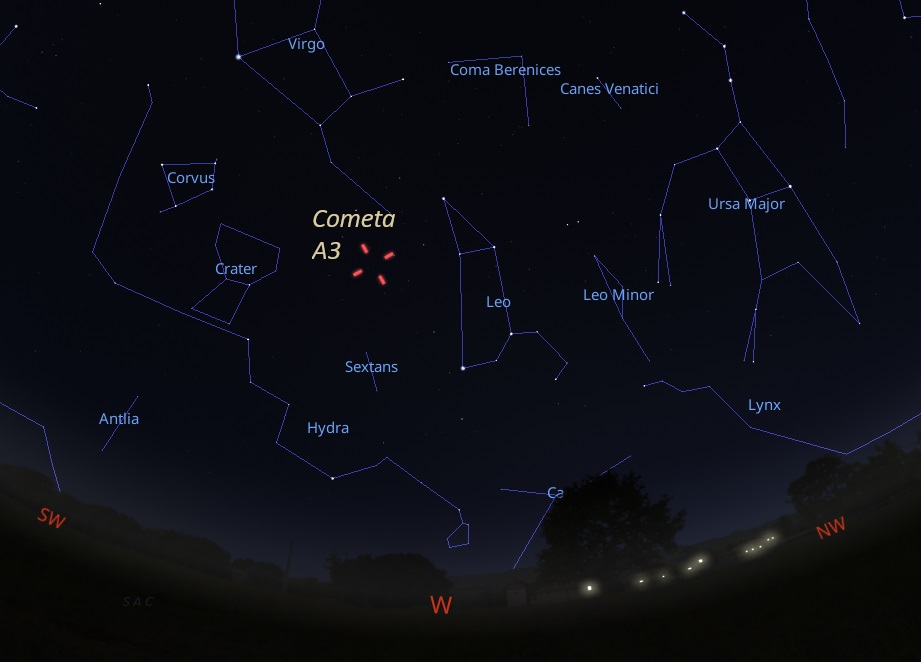 Virgo
Coma Berenices
Canes Venatici
Corvus
Ursa Major
Cometa
A3
Crater
Leo
Leo Minor
Sextans
Lynx
Antlia
Hydra
Ca
SW
NW
W
SAC